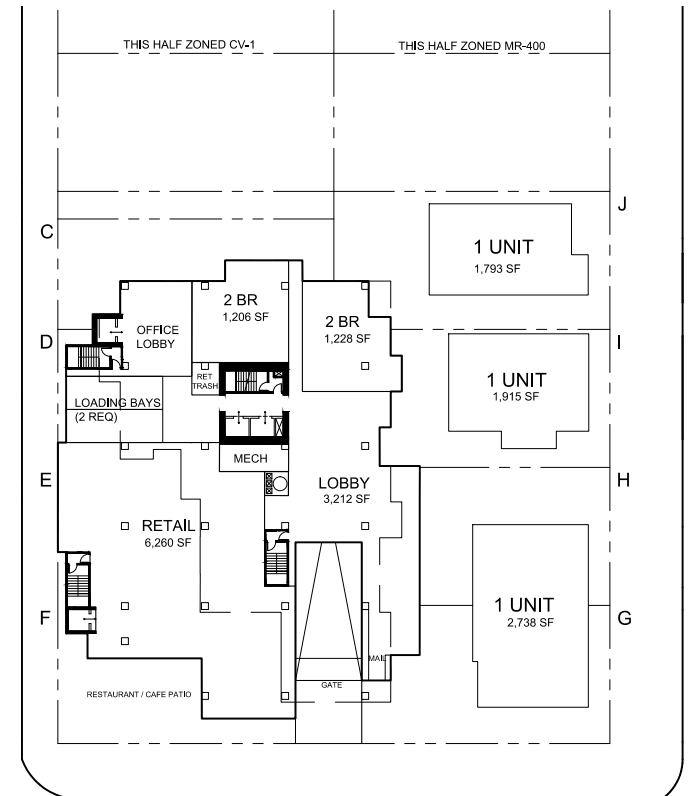 THIS HALF ZONED CV-1
THIS HALF ZONED MR-400
J
C
1 UNIT
1,793 SF
2 BR
1,206 SF
2 BR
1,228 SF
OFFICE
LOBBY
D
I
RET
TRASH
1 UNIT
1,915 SF
LOADING BAYS
(2 REQ)
MECH
E
LOBBY
3,212 SF
H
RETAIL
6,260 SF
1 UNIT
2,738 SF
F
G
MAIL
GATE
RESTAURANT / CAFE PATIO